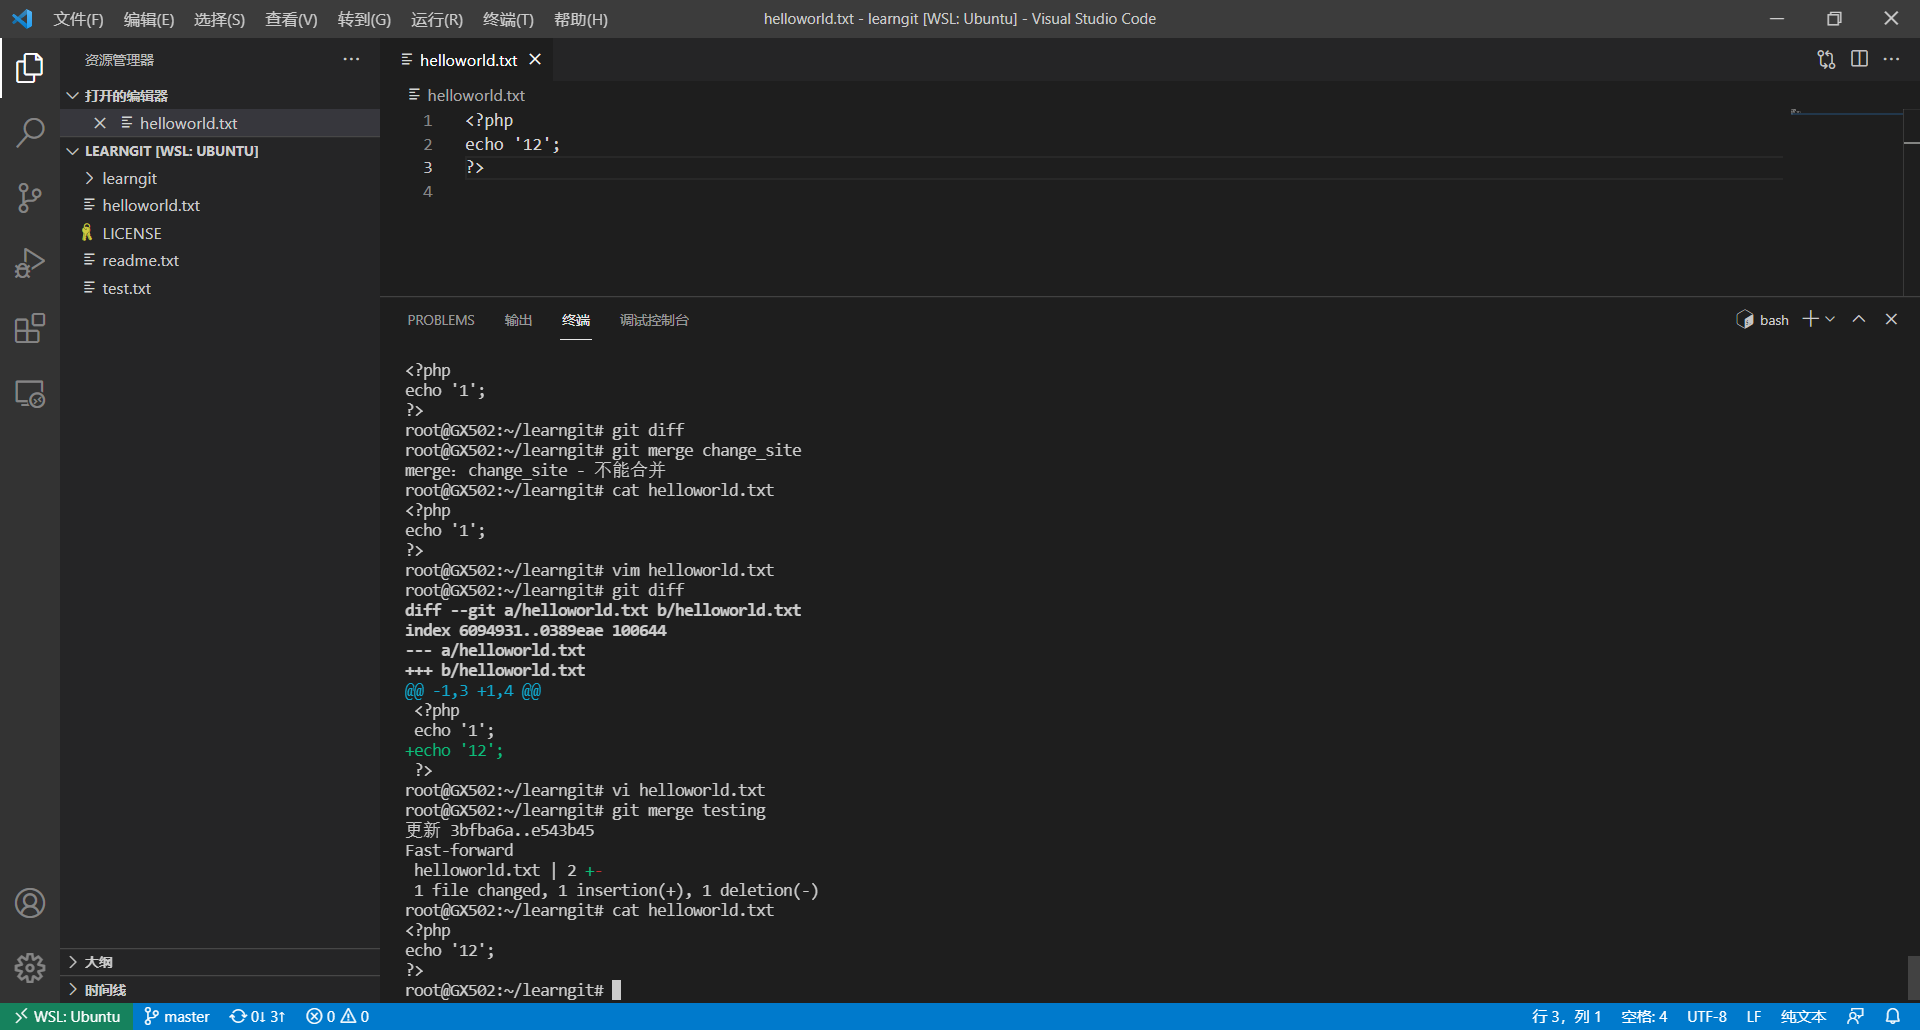 文件(F) 编辑(E) 选择(S) 查看(V) 转到(G) 运行(R) 终端(T) 帮助(H) helloworld.txt - learngit [WSL: Ubuntu] - Visual Studio Code
资源管理器
打开的编辑器
helloworld.txt
LEARNGIT [WSL: UBUNTU]
learngit
helloworld.txt
LICENSE
readme.txt
test.txt
大纲
时间线
helloworld.txt
helloworld.txt
1 <?php
2 echo '12';
3 ?>
4
PROBLEMS 输出 终端 调试控制台 bash
<?php
echo '1';
?>
root@GX502:~/learngit# git diff
root@GX502:~/learngit# git merge change_site
merge：change_site - 不能合并
root@GX502:~/learngit# cat helloworld.txt
<?php
echo '1';
?>
root@GX502:~/learngit# vim helloworld.txt
root@GX502:~/learngit# git diff
diff --git a/helloworld.txt b/helloworld.txt
index 6094931..0389eae 100644
--- a/helloworld.txt
+++ b/helloworld.txt
@@ -1,3 +1,4 @@
 <?php
 echo '1';
+echo '12';
 ?>
root@GX502:~/learngit# vi helloworld.txt
root@GX502:~/learngit# git merge testing
更新 3bfba6a..e543b45
Fast-forward
 helloworld.txt | 2 +-
 1 file changed, 1 insertion(+), 1 deletion(-)
root@GX502:~/learngit# cat helloworld.txt
<?php
echo '12';
?>
root@GX502:~/learngit#
WSL: Ubuntu master 0↓ 3↑ 0 0 行 3，列 1 空格: 4 UTF-8 LF 纯文本